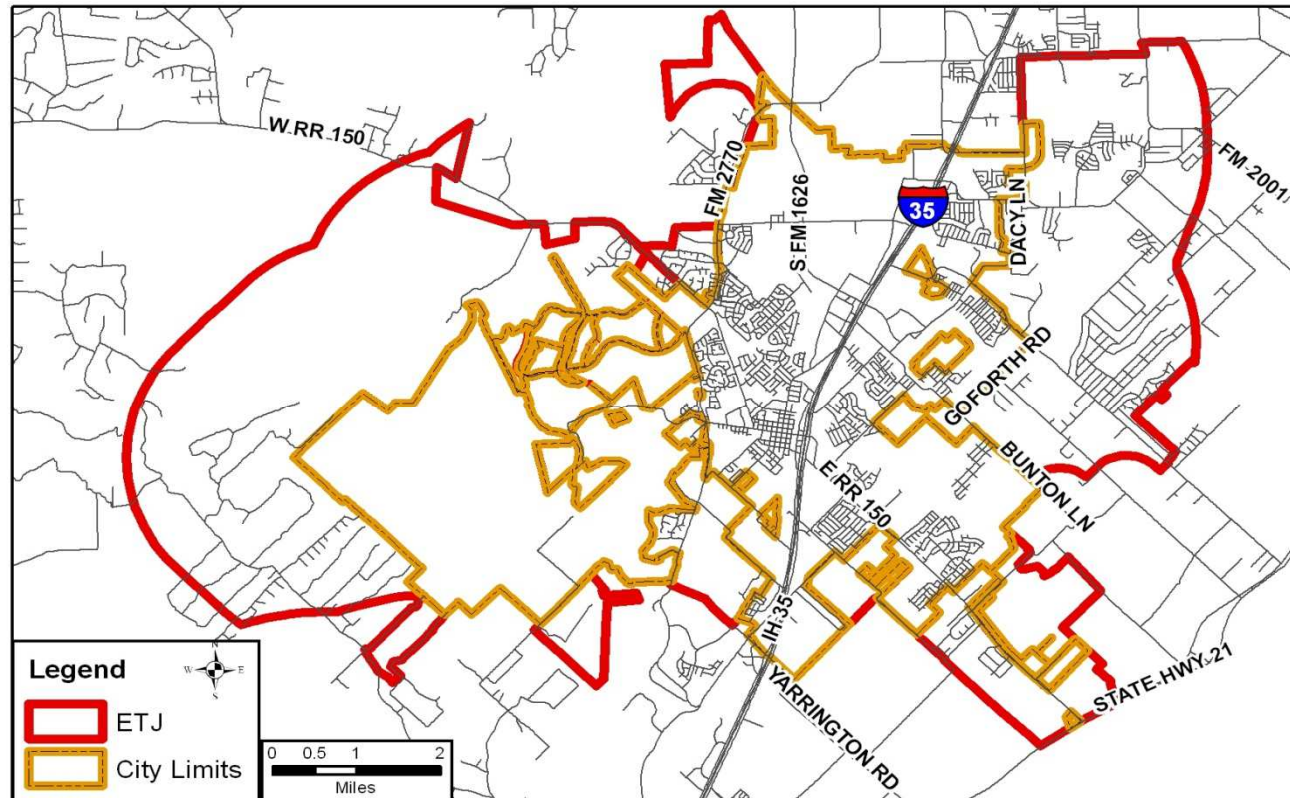 W RR 150
FM 2770
S FM 1626
35
DACY LN
FM 2001
GOFORTH RD
BUNTON LN
E RR 150
IH 35
YARRINGTON RD
STATE HWY 21
Legend
N
W
E
S
ETJ
City Limits
0 0.5 1 2
Miles